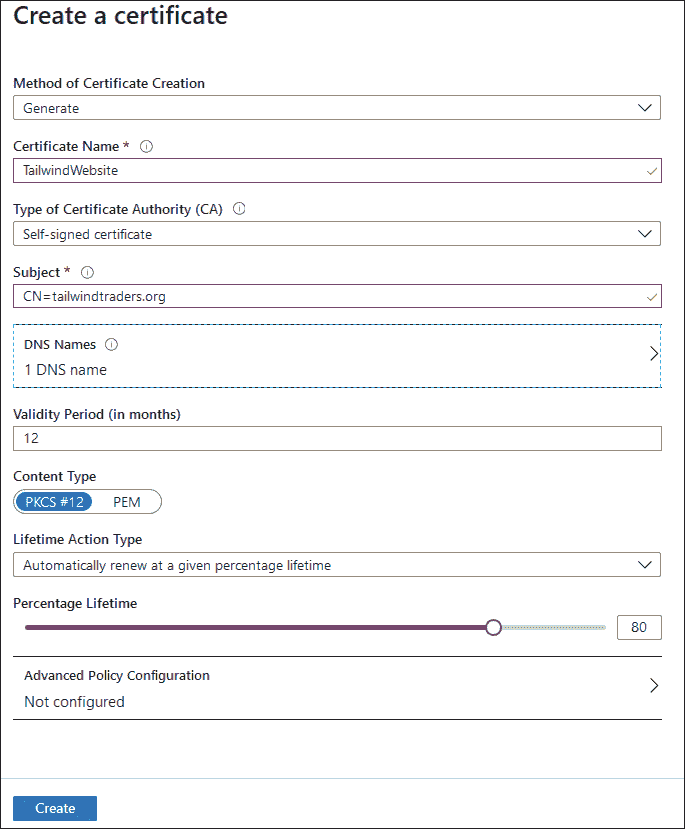 Create a certificate
Method of Certificate Creation
Generate
Certificate Name *
TailwindWebsite
Type of Certificate Authority (CA)
Self-signed certificate
Subject *
CN=tailwindtraders.org
DNS Names
1 DNS name
Validity Period (in months)
12
Content Type
PKCS #12 PEM
Lifetime Action Type
Automatically renew at a given percentage lifetime
Percentage Lifetime
80
Advanced Policy Configuration
Not configured
Create